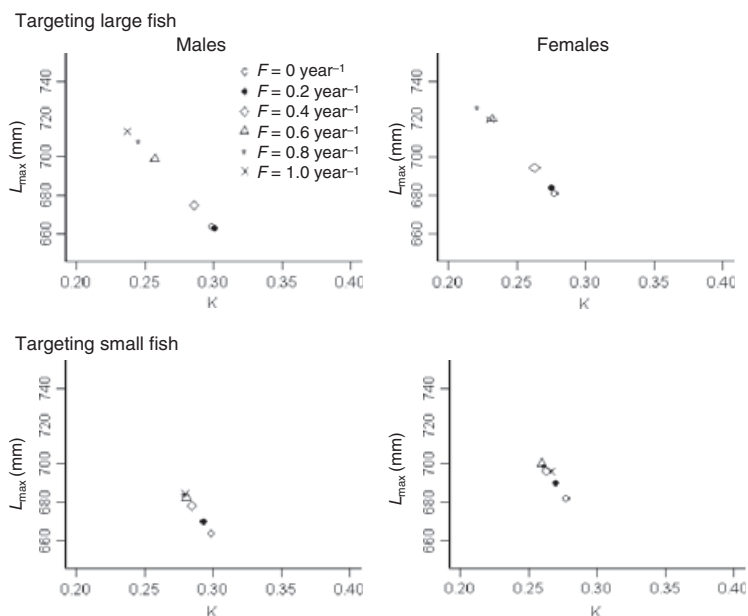 Targeting large fish
Males
Females
F = 0 year⁻¹
F = 0.2 year⁻¹
F = 0.4 year⁻¹
F = 0.6 year⁻¹
F = 0.8 year⁻¹
F = 1.0 year⁻¹
Lmax (mm)
740
720
700
680
660
0.20 0.25 0.30 0.35 0.40
K
Lmax (mm)
740
720
700
680
660
0.20 0.25 0.30 0.35 0.40
K
Targeting small fish
Lmax (mm)
740
720
700
680
660
0.20 0.25 0.30 0.35 0.40
K
Lmax (mm)
740
720
700
680
660
0.20 0.25 0.30 0.35 0.40
K